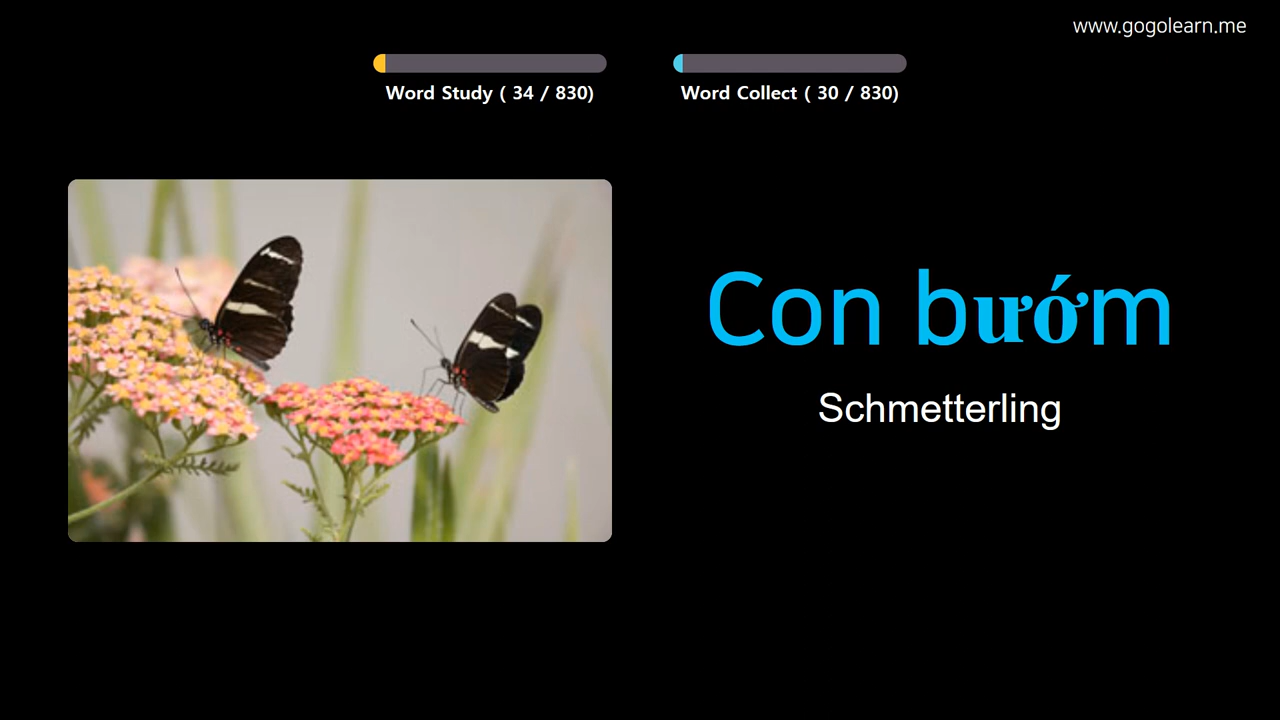 www.gogolearn.me
Word Study ( 34 / 830)
Word Collect ( 30 / 830)
Con bướm
Schmetterling